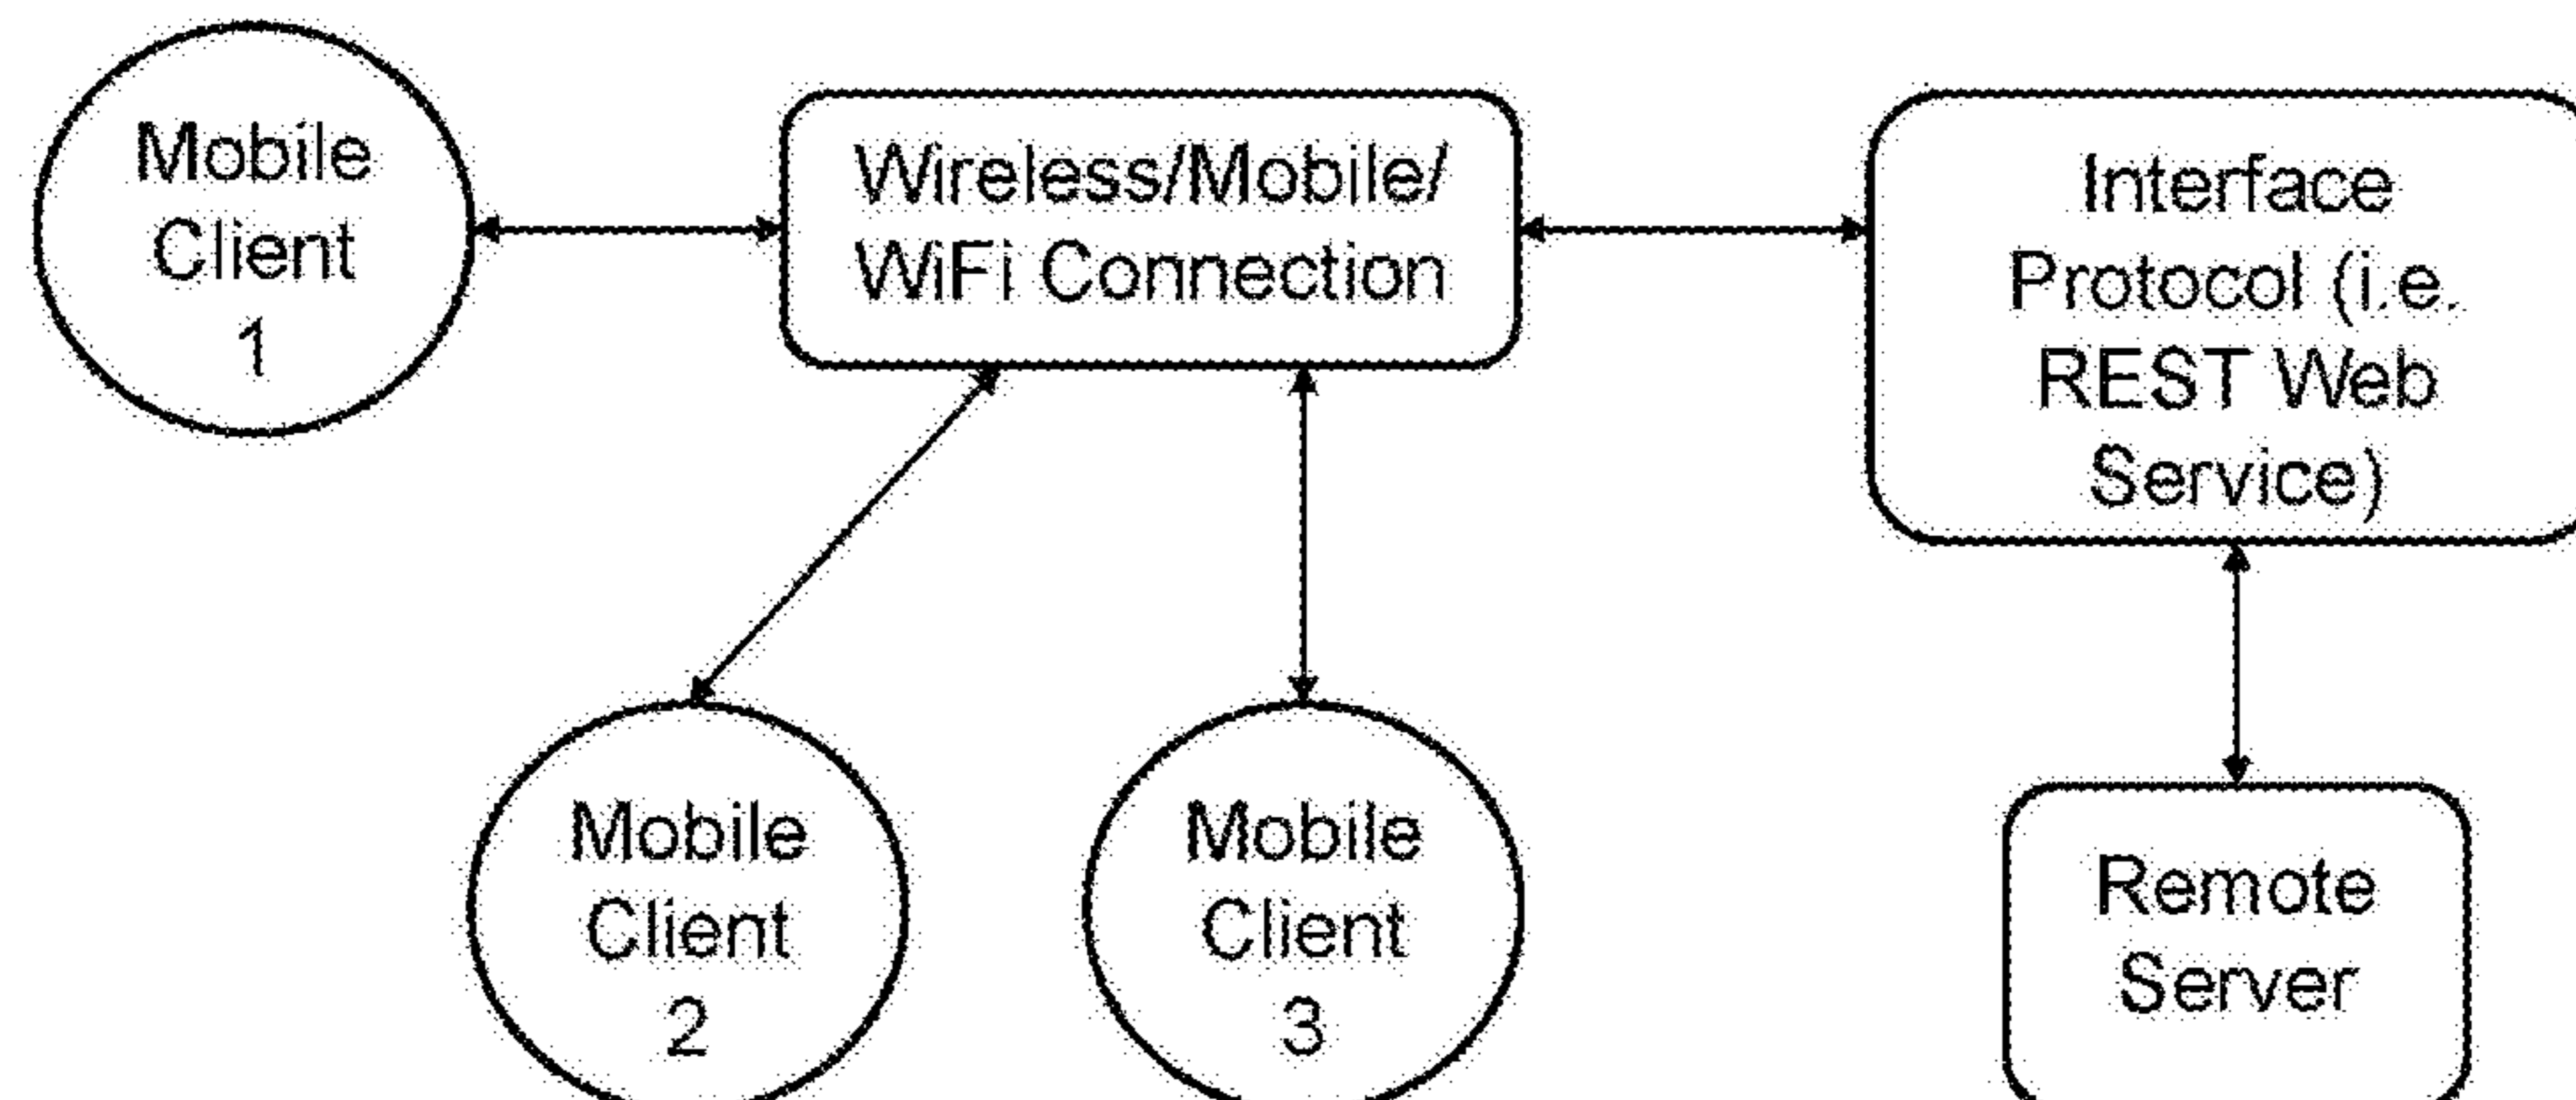 Mobile
Client
1
Wireless/Mobile/
WiFi Connection
Interface
Protocol (i.e.
REST Web
Service)
Mobile
Client
2
Mobile
Client
3
Remote
Server